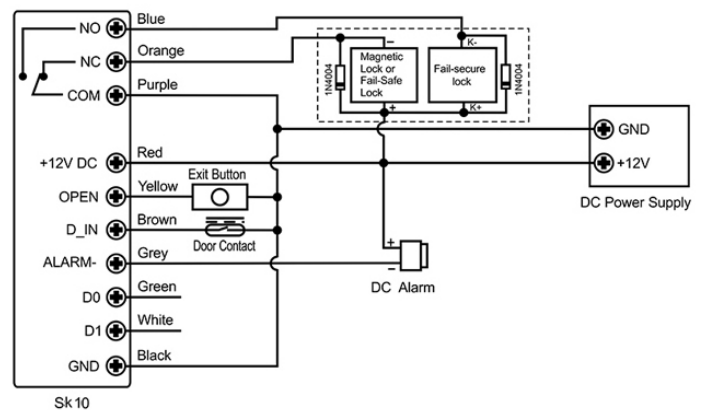 NO
Blue
NC
Orange
COM
Purple
+12V DC
Red
OPEN
Yellow
Exit Button
D_IN
Brown
Door Contact
ALARM-
Grey
D0
Green
D1
White
GND
Black
Sk10
1N4004
−
Magnetic
Lock or
Fail-Safe
Lock
+
K-
Fail-secure
lock
K+
1N4004
GND
+12V
DC Power Supply
+
−
DC Alarm